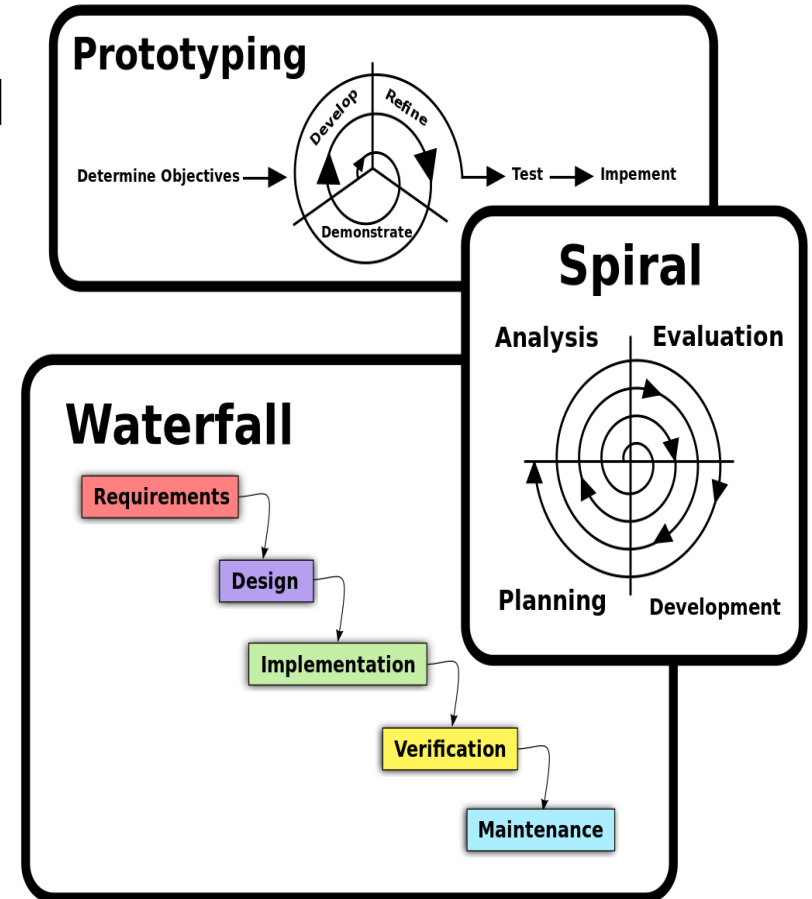 Prototyping
Develop
Refine
Determine Objectives
Test
Impement
Demonstrate
Spiral
Analysis
Evaluation
Planning
Development
Waterfall
Requirements
Design
Implementation
Verification
Maintenance